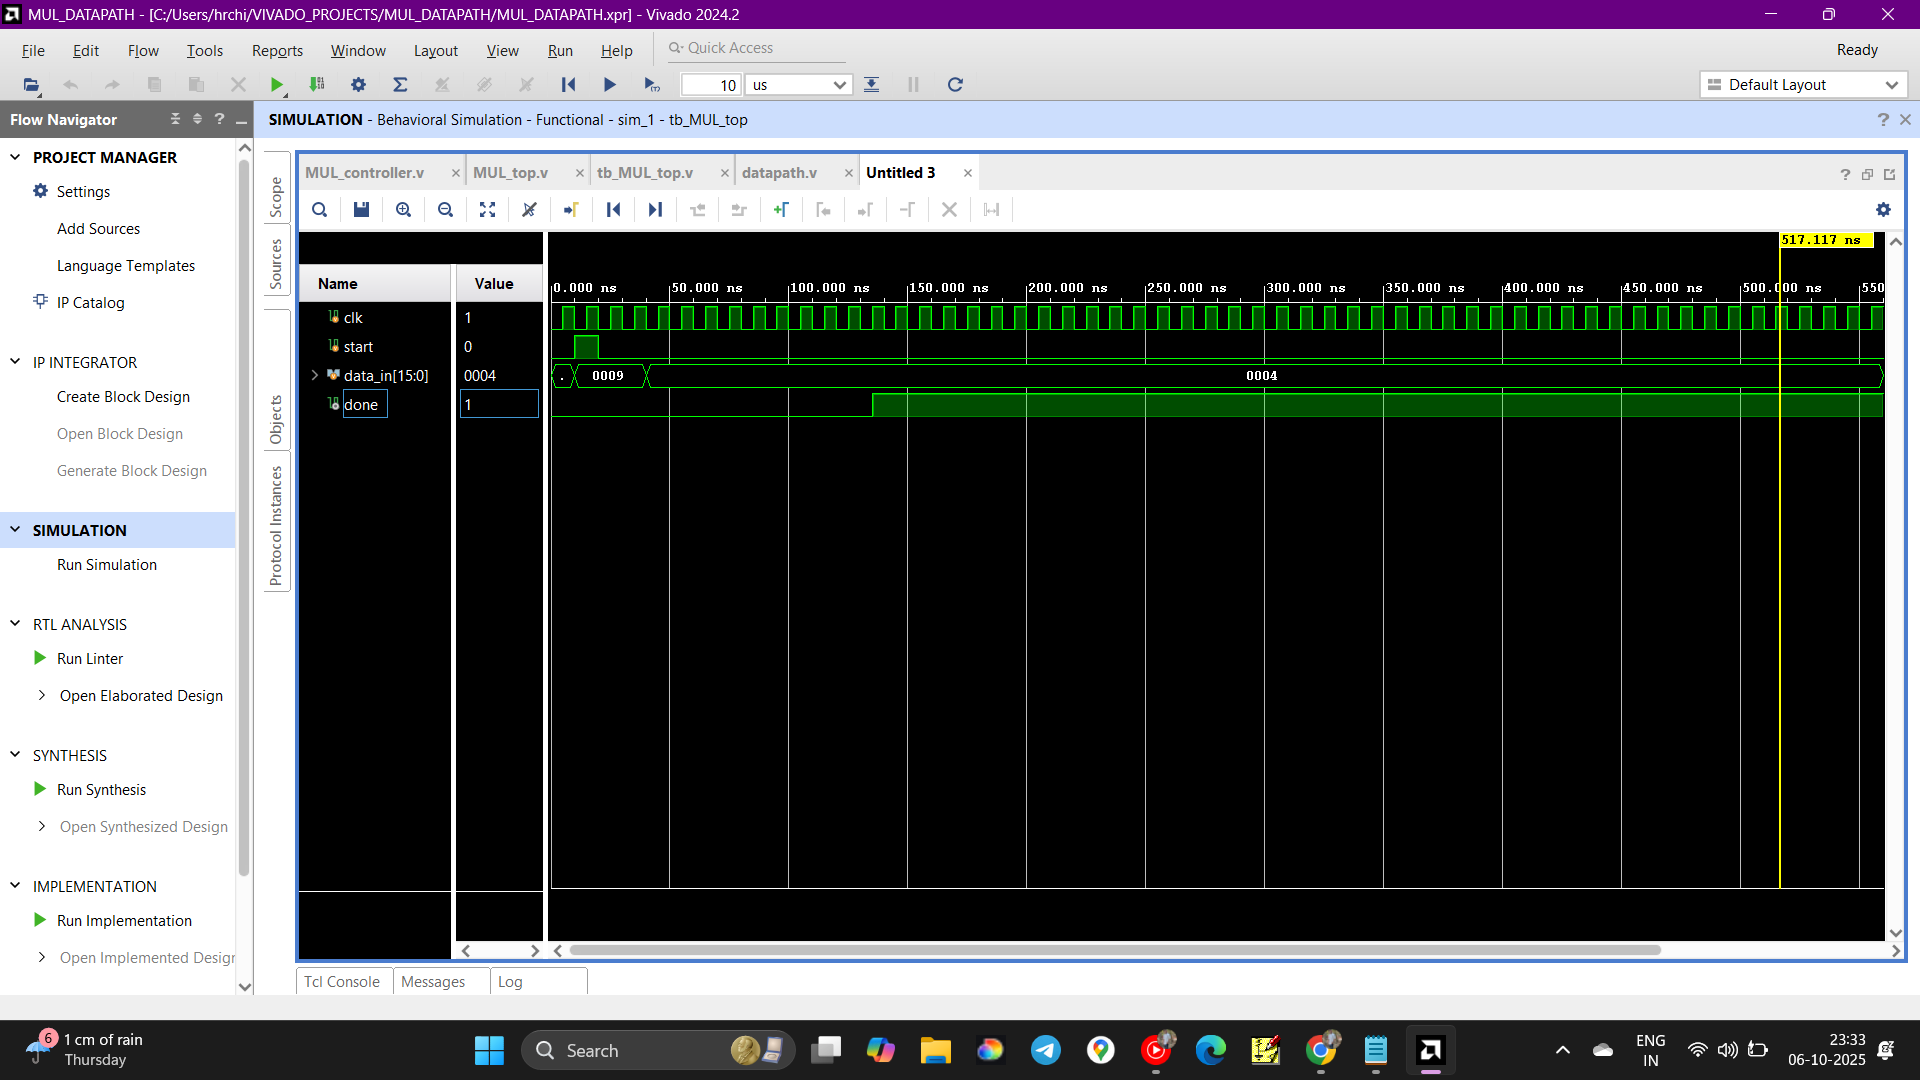 MUL_DATAPATH - [C:/Users/hrchi/VIVADO_PROJECTS/MUL_DATAPATH/MUL_DATAPATH.xpr] - Vivado 2024.2
File Edit Flow Tools Reports Window Layout View Run Help Quick Access Ready
10 us Default Layout
Flow Navigator ?
SIMULATION - Behavioral Simulation - Functional - sim_1 - tb_MUL_top ?
PROJECT MANAGER
Settings
Add Sources
Language Templates
IP Catalog
IP INTEGRATOR
Create Block Design
Open Block Design
Generate Block Design
SIMULATION
Run Simulation
RTL ANALYSIS
Run Linter
Open Elaborated Design
SYNTHESIS
Run Synthesis
Open Synthesized Design
IMPLEMENTATION
Run Implementation
Open Implemented Desig
Scope
Sources
Objects
Protocol Instances
MUL_controller.v MUL_top.v tb_MUL_top.v datapath.v Untitled 3 ?
517.117 ns
Name Value
0.000 ns 50.000 ns 100.000 ns 150.000 ns 200.000 ns 250.000 ns 300.000 ns 350.000 ns 400.000 ns 450.000 ns 500.000 ns 550
clk 1
start 0
data_in[15:0] 0004 . 0009 0004
done 1
Tcl Console Messages Log
6 1 cm of rain
Thursday
Search
ENG
IN
23:33
06-10-2025